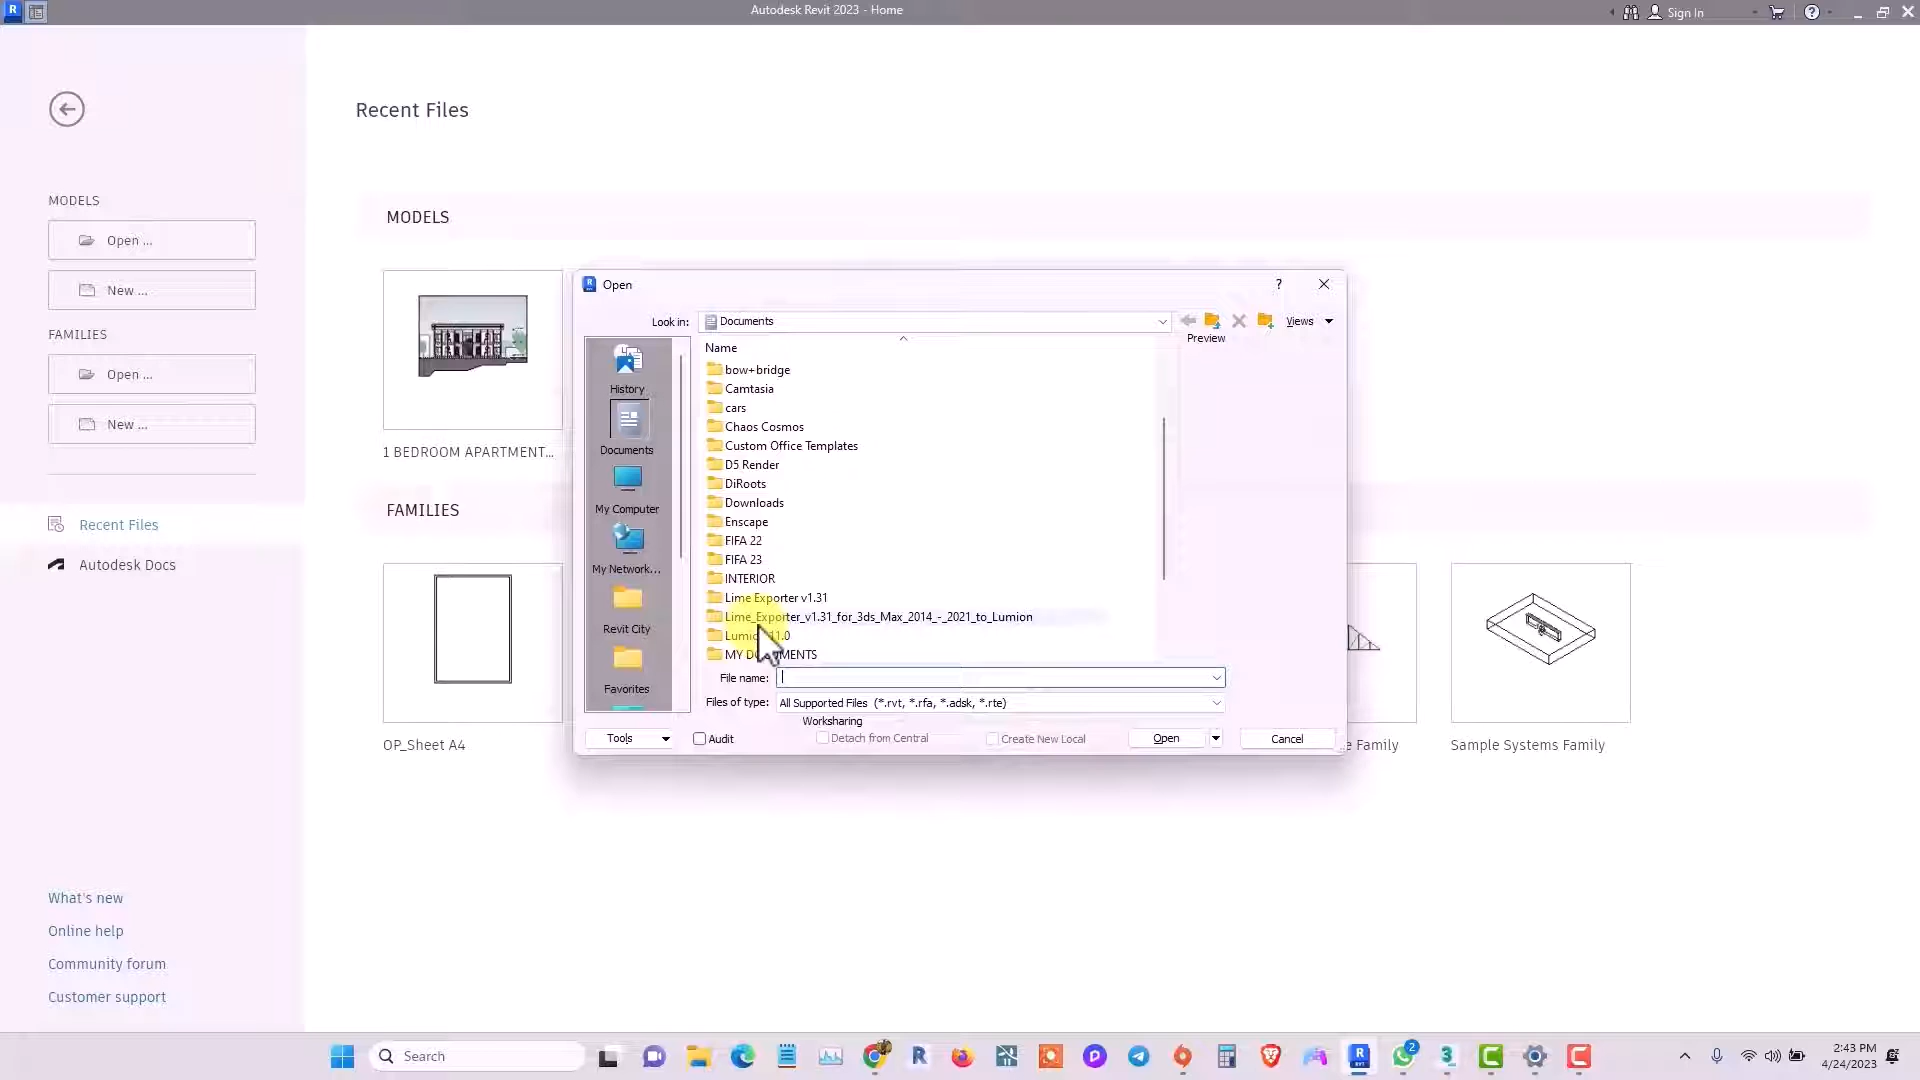 Autodesk Revit 2023 - Home
Sign In
Recent Files
MODELS
Open ...
New ...
FAMILIES
Open ...
New ...
Recent Files
Autodesk Docs
What's new
Online help
Community forum
Customer support
MODELS
1 BEDROOM APARTMENT...
FAMILIES
OP_Sheet A4
e Family
Sample Systems Family
Open
?
Look in:
Documents
Views
Preview
History
Documents
My Computer
My Network...
Revit City
Favorites
Name
bow+bridge
Camtasia
cars
Chaos Cosmos
Custom Office Templates
D5 Render
DiRoots
Downloads
Enscape
FIFA 22
FIFA 23
INTERIOR
Lime Exporter v1.31
Lime_Exporter_v1.31_for_3ds_Max_2014_-_2021_to_Lumion
File name:
Files of type:
All Supported Files (*.rvt, *.rfa, *.adsk, *.rte)
Worksharing
Tools
Audit
Detach from Central
Create New Local
Open
Cancel
Search
2
2:43 PM
4/24/2023